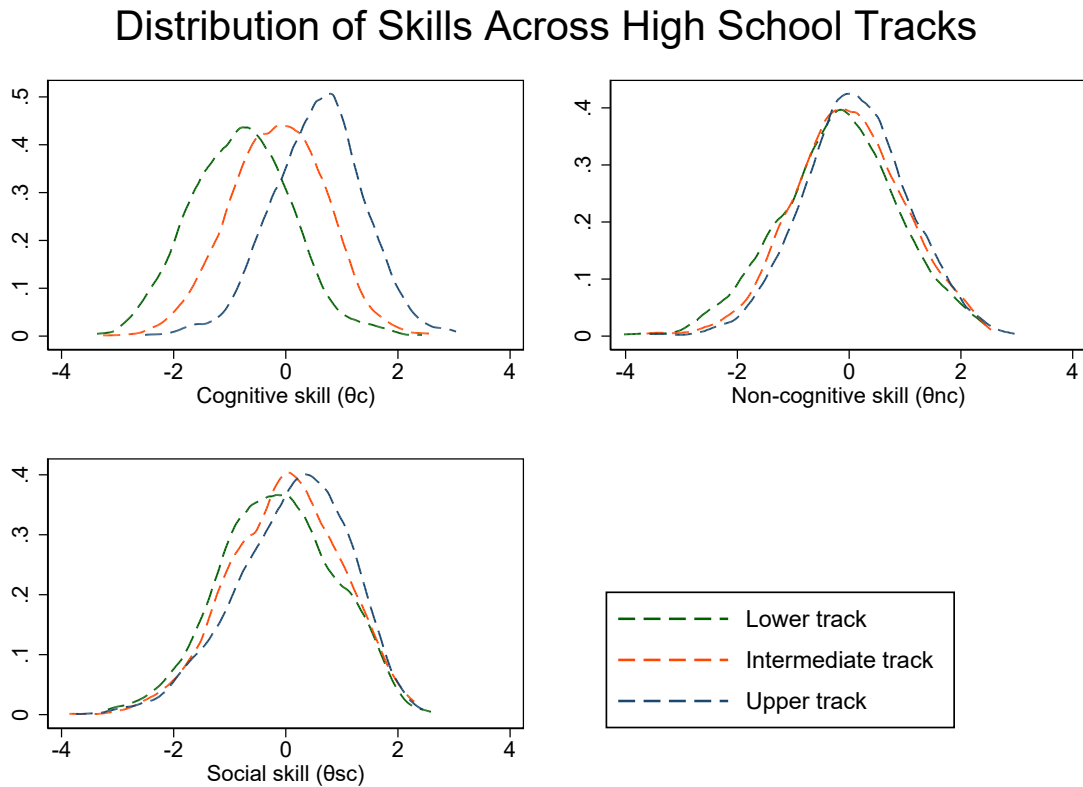 Distribution of Skills Across High School Tracks
.5
.4
.3
.2
.1
0
-4 -2 0 2 4
Cognitive skill (θc)
.4
.3
.2
.1
0
-4 -2 0 2 4
Non-cognitive skill (θnc)
.4
.3
.2
.1
0
-4 -2 0 2 4
Social skill (θsc)
Lower track
Intermediate track
Upper track